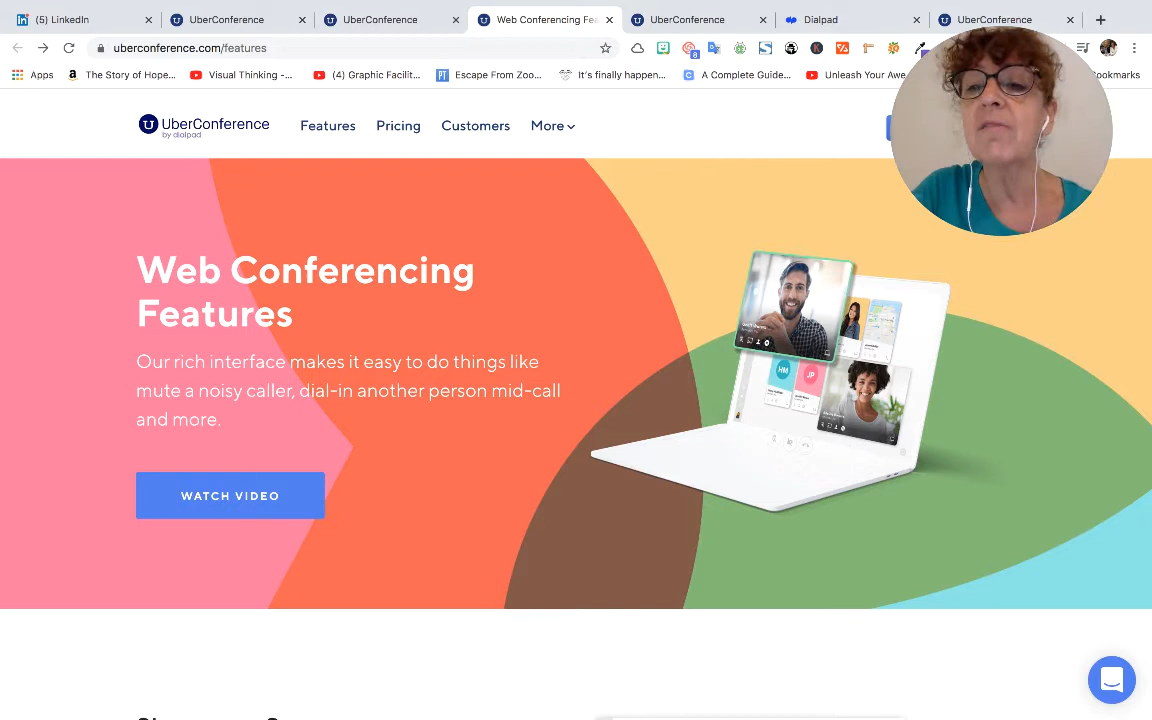 (5) LinkedIn
UberConference
UberConference
Web Conferencing Fea
UberConference
Dialpad
UberConference
uberconference.com/features
8
Apps
The Story of Hope...
Visual Thinking -...
(4) Graphic Facilit...
Escape From Zoo...
It's finally happen...
A Complete Guide...
Unleash Your Awe
Bookmarks
UberConference
by dialpad
Features
Pricing
Customers
More
Web Conferencing
Features
Our rich interface makes it easy to do things like
mute a noisy caller, dial-in another person mid-call
and more.
WATCH VIDEO
HM
JP